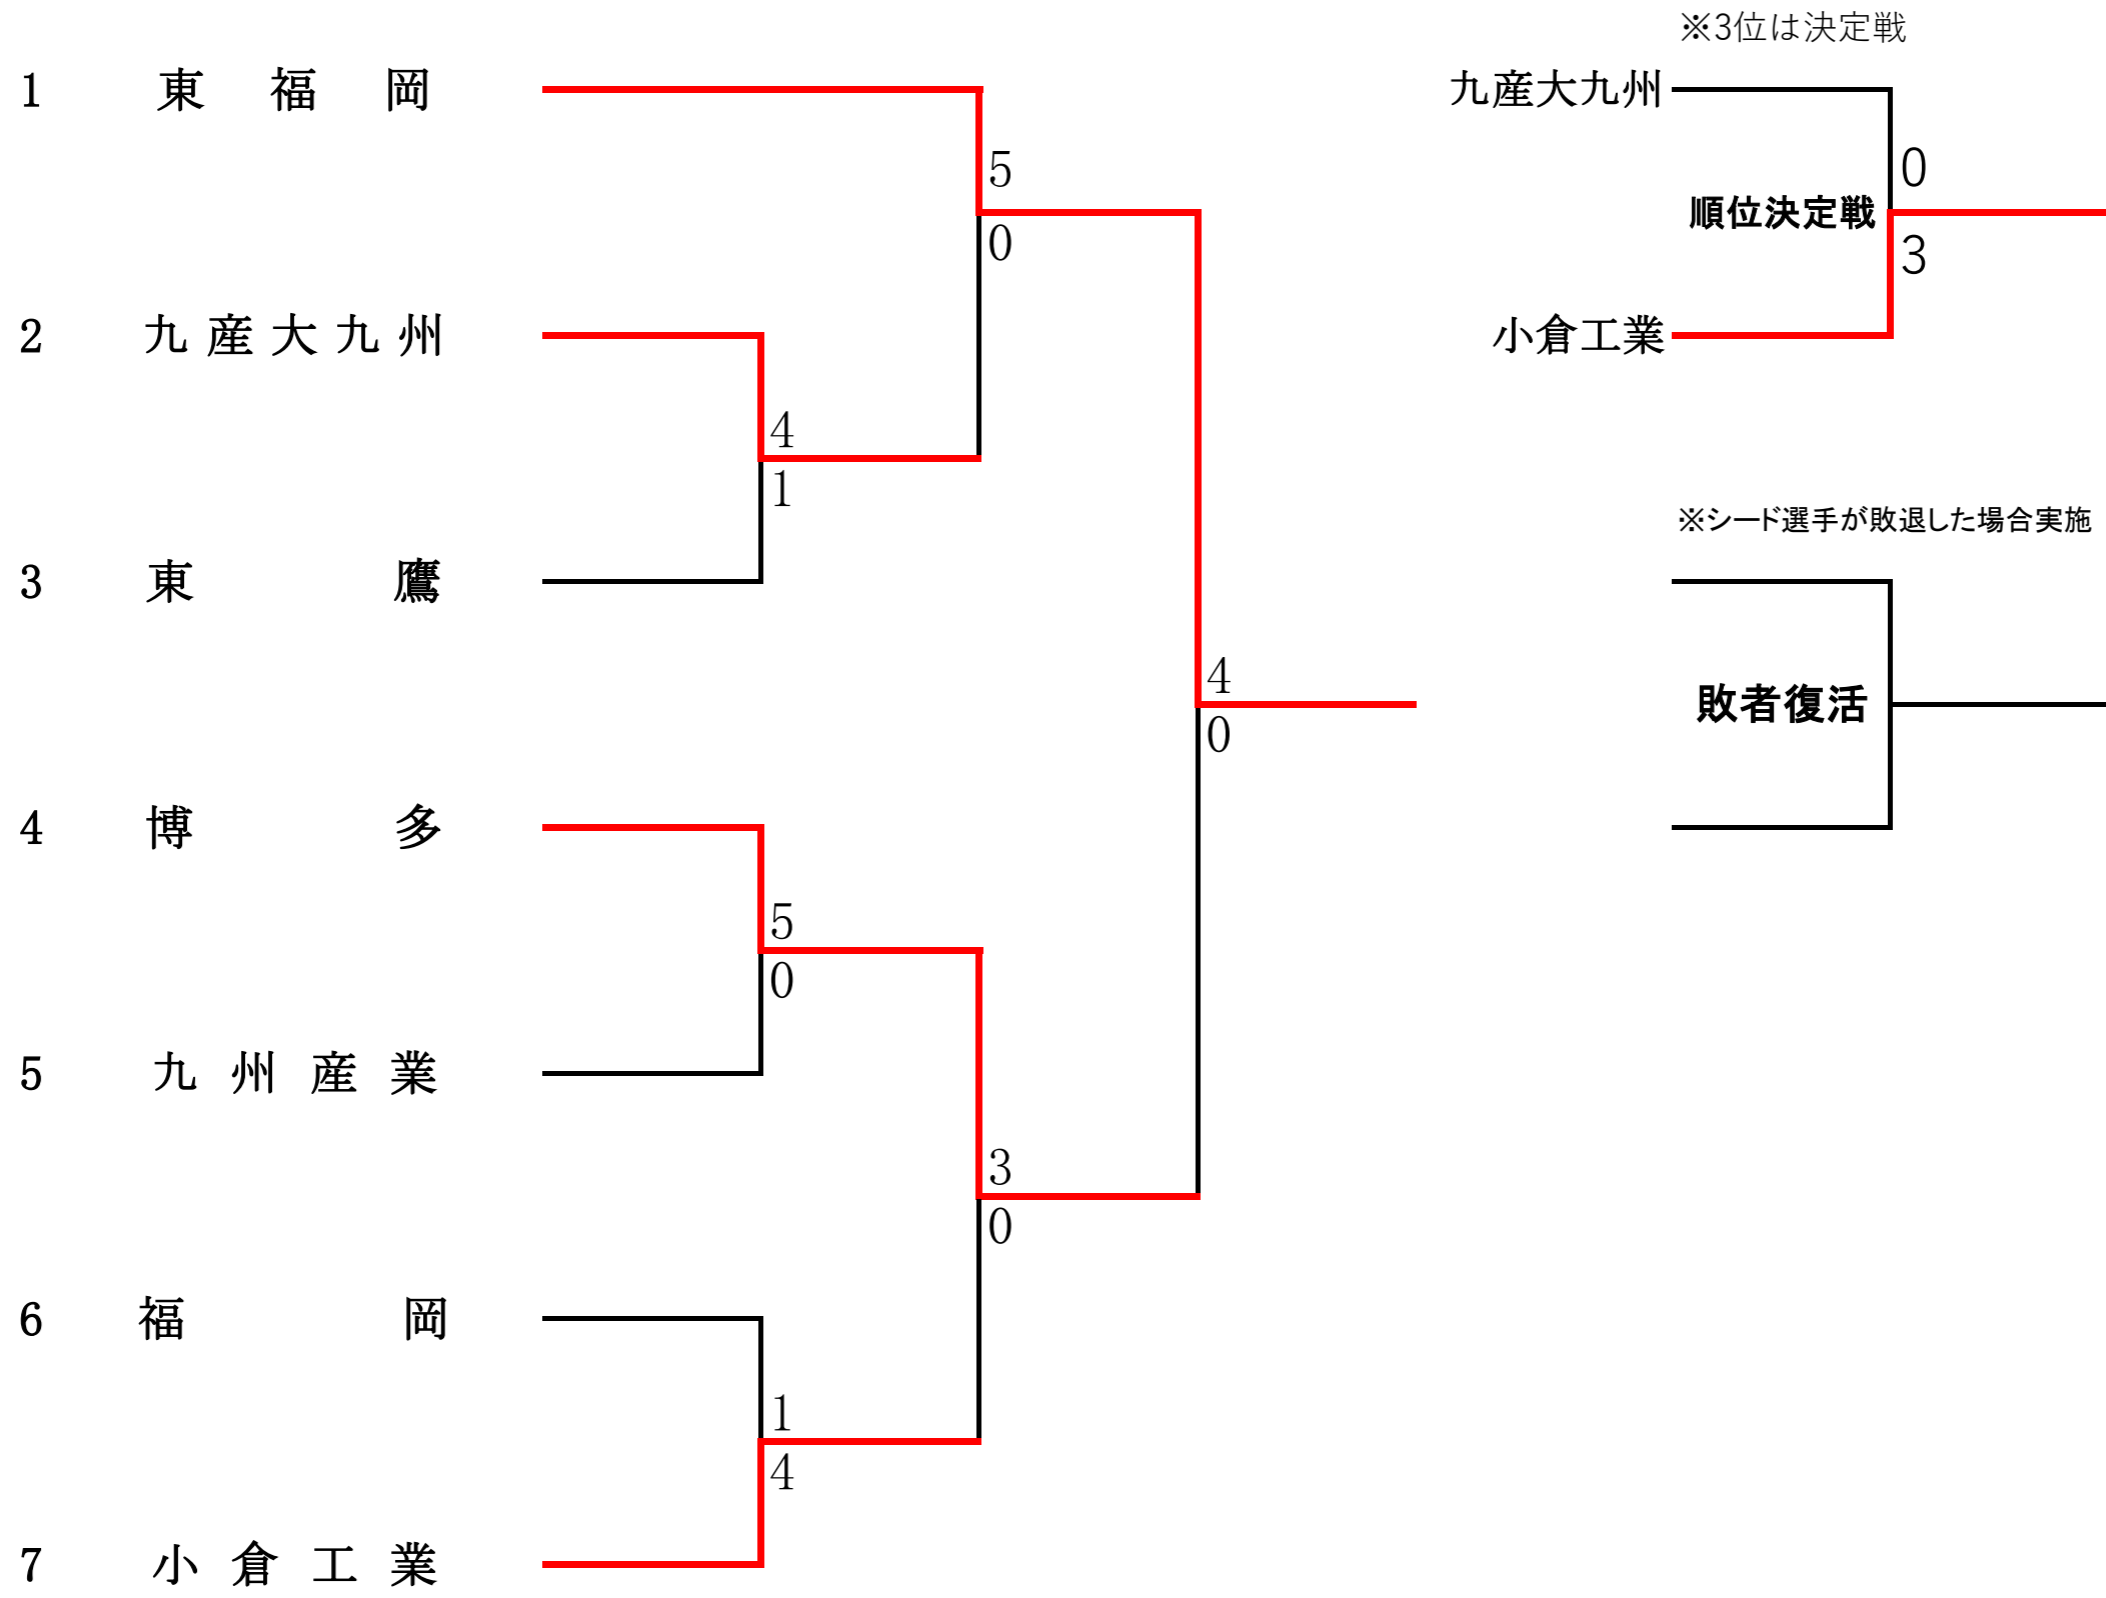 ※3位は決定戦
1 東福岡
九産大九州
5
0
順位決定戦
0
3
2 九産大九州
小倉工業
4
1
※シード選手が敗退した場合実施
3 東鷹
4
0
敗者復活
4 博多
5
0
5 九州産業
3
0
6 福岡
1
4
7 小倉工業